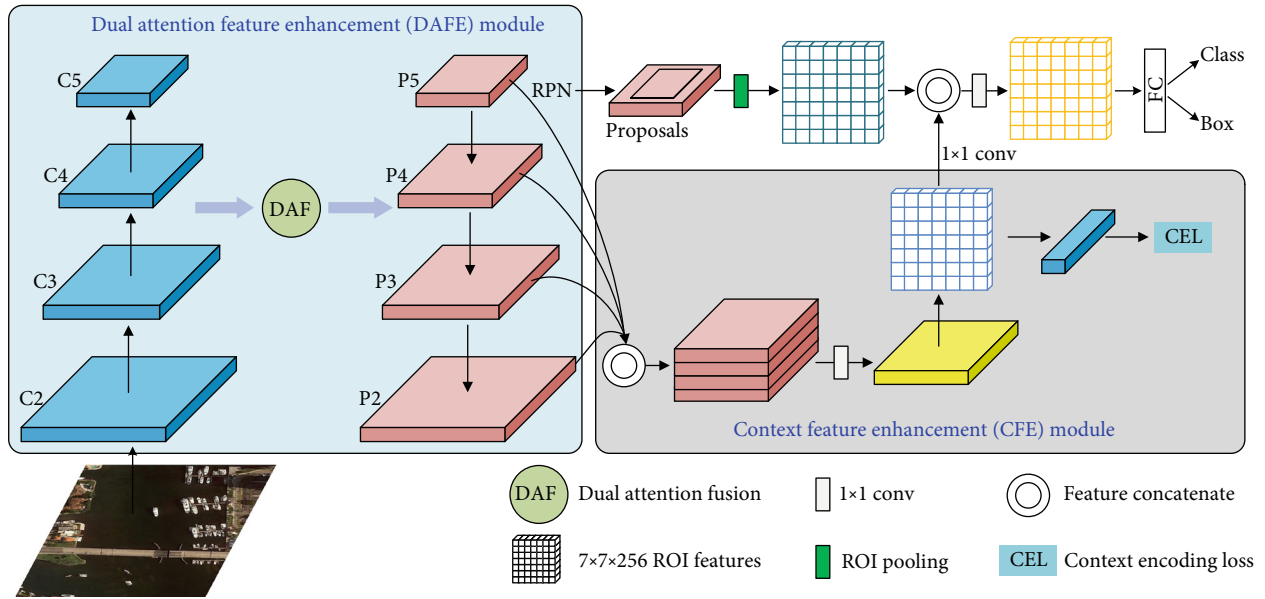 Dual attention feature enhancement (DAFE) module
C5
C4
C3
C2
DAF
P5
P4
P3
P2
RPN
Proposals
FC
Class
Box
1×1 conv
CEL
Context feature enhancement (CFE) module
DAF Dual attention fusion
1×1 conv
Feature concatenate
7×7×256 ROI features
ROI pooling
CEL Context encoding loss